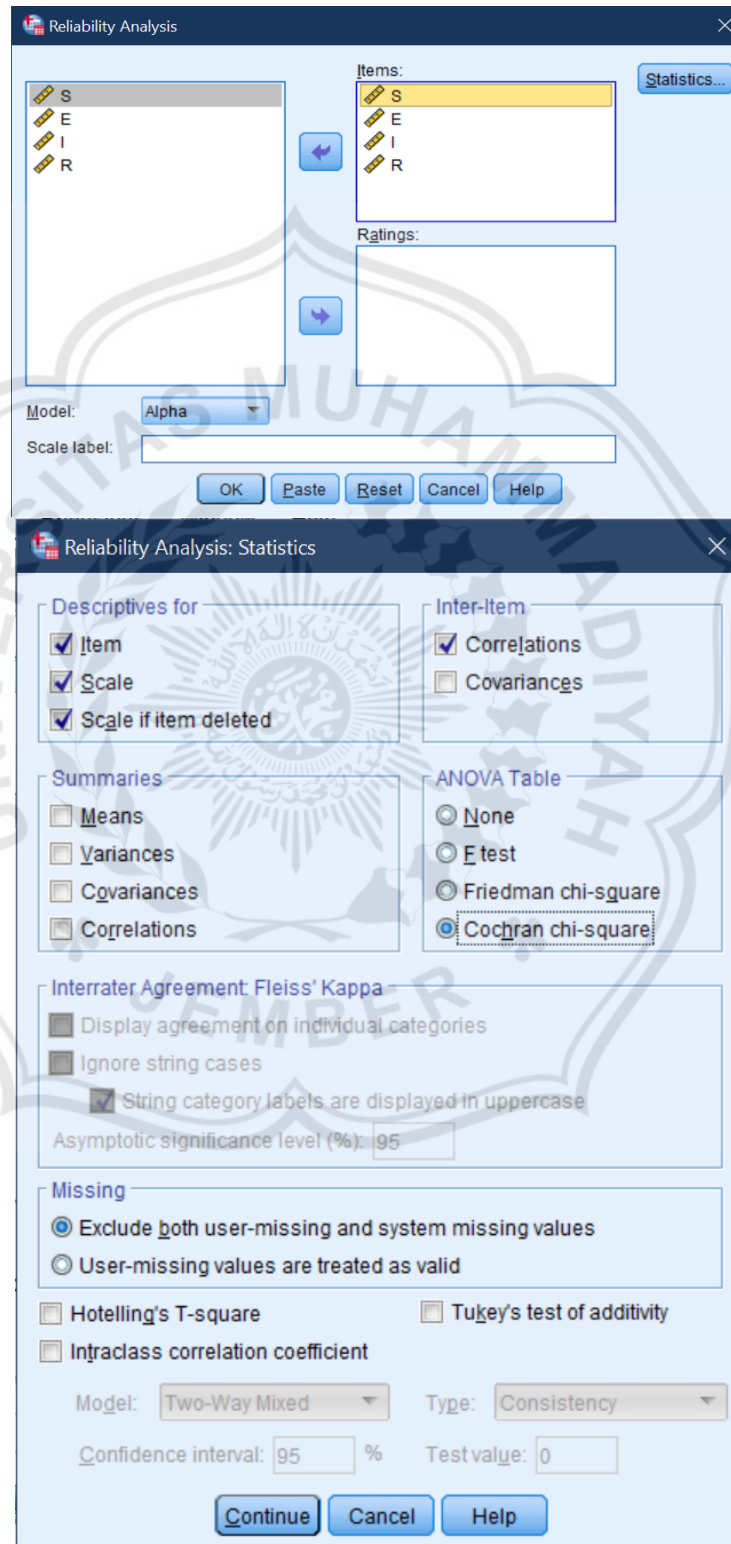 Reliability Analysis
Items:
Statistics...
S
E
I
R
S
E
I
R
Ratings:
Model: Alpha
Scale label:
OK Paste Reset Cancel Help
Reliability Analysis: Statistics
Descriptives for
Item
Scale
Scale if item deleted
Inter-Item
Correlations
Covariances
Summaries
Means
Variances
Covariances
Correlations
ANOVA Table
None
F test
Friedman chi-square
Cochran chi-square
Interrater Agreement: Fleiss' Kappa
Display agreement on individual categories
Ignore string cases
String category labels are displayed in uppercase
Asymptotic significance level (%): 95
Missing
Exclude both user-missing and system missing values
User-missing values are treated as valid
Hotelling's T-square
Tukey's test of additivity
Intraclass correlation coefficient
Model: Two-Way Mixed Type: Consistency
Confidence interval: 95 % Test value: 0
Continue Cancel Help
MUHAMMADIYAH
JEMBER